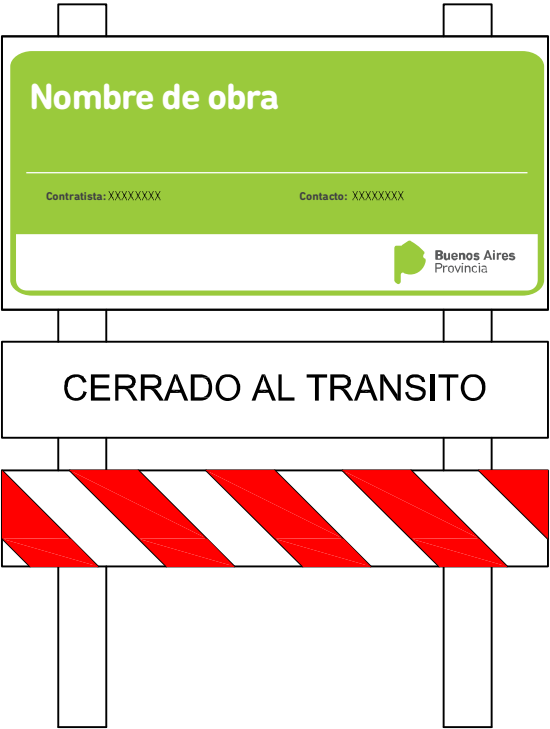 Nombre de obra
Contratista: XXXXXXXX Contacto: XXXXXXXX
Buenos Aires
Provincia
CERRADO AL TRANSITO